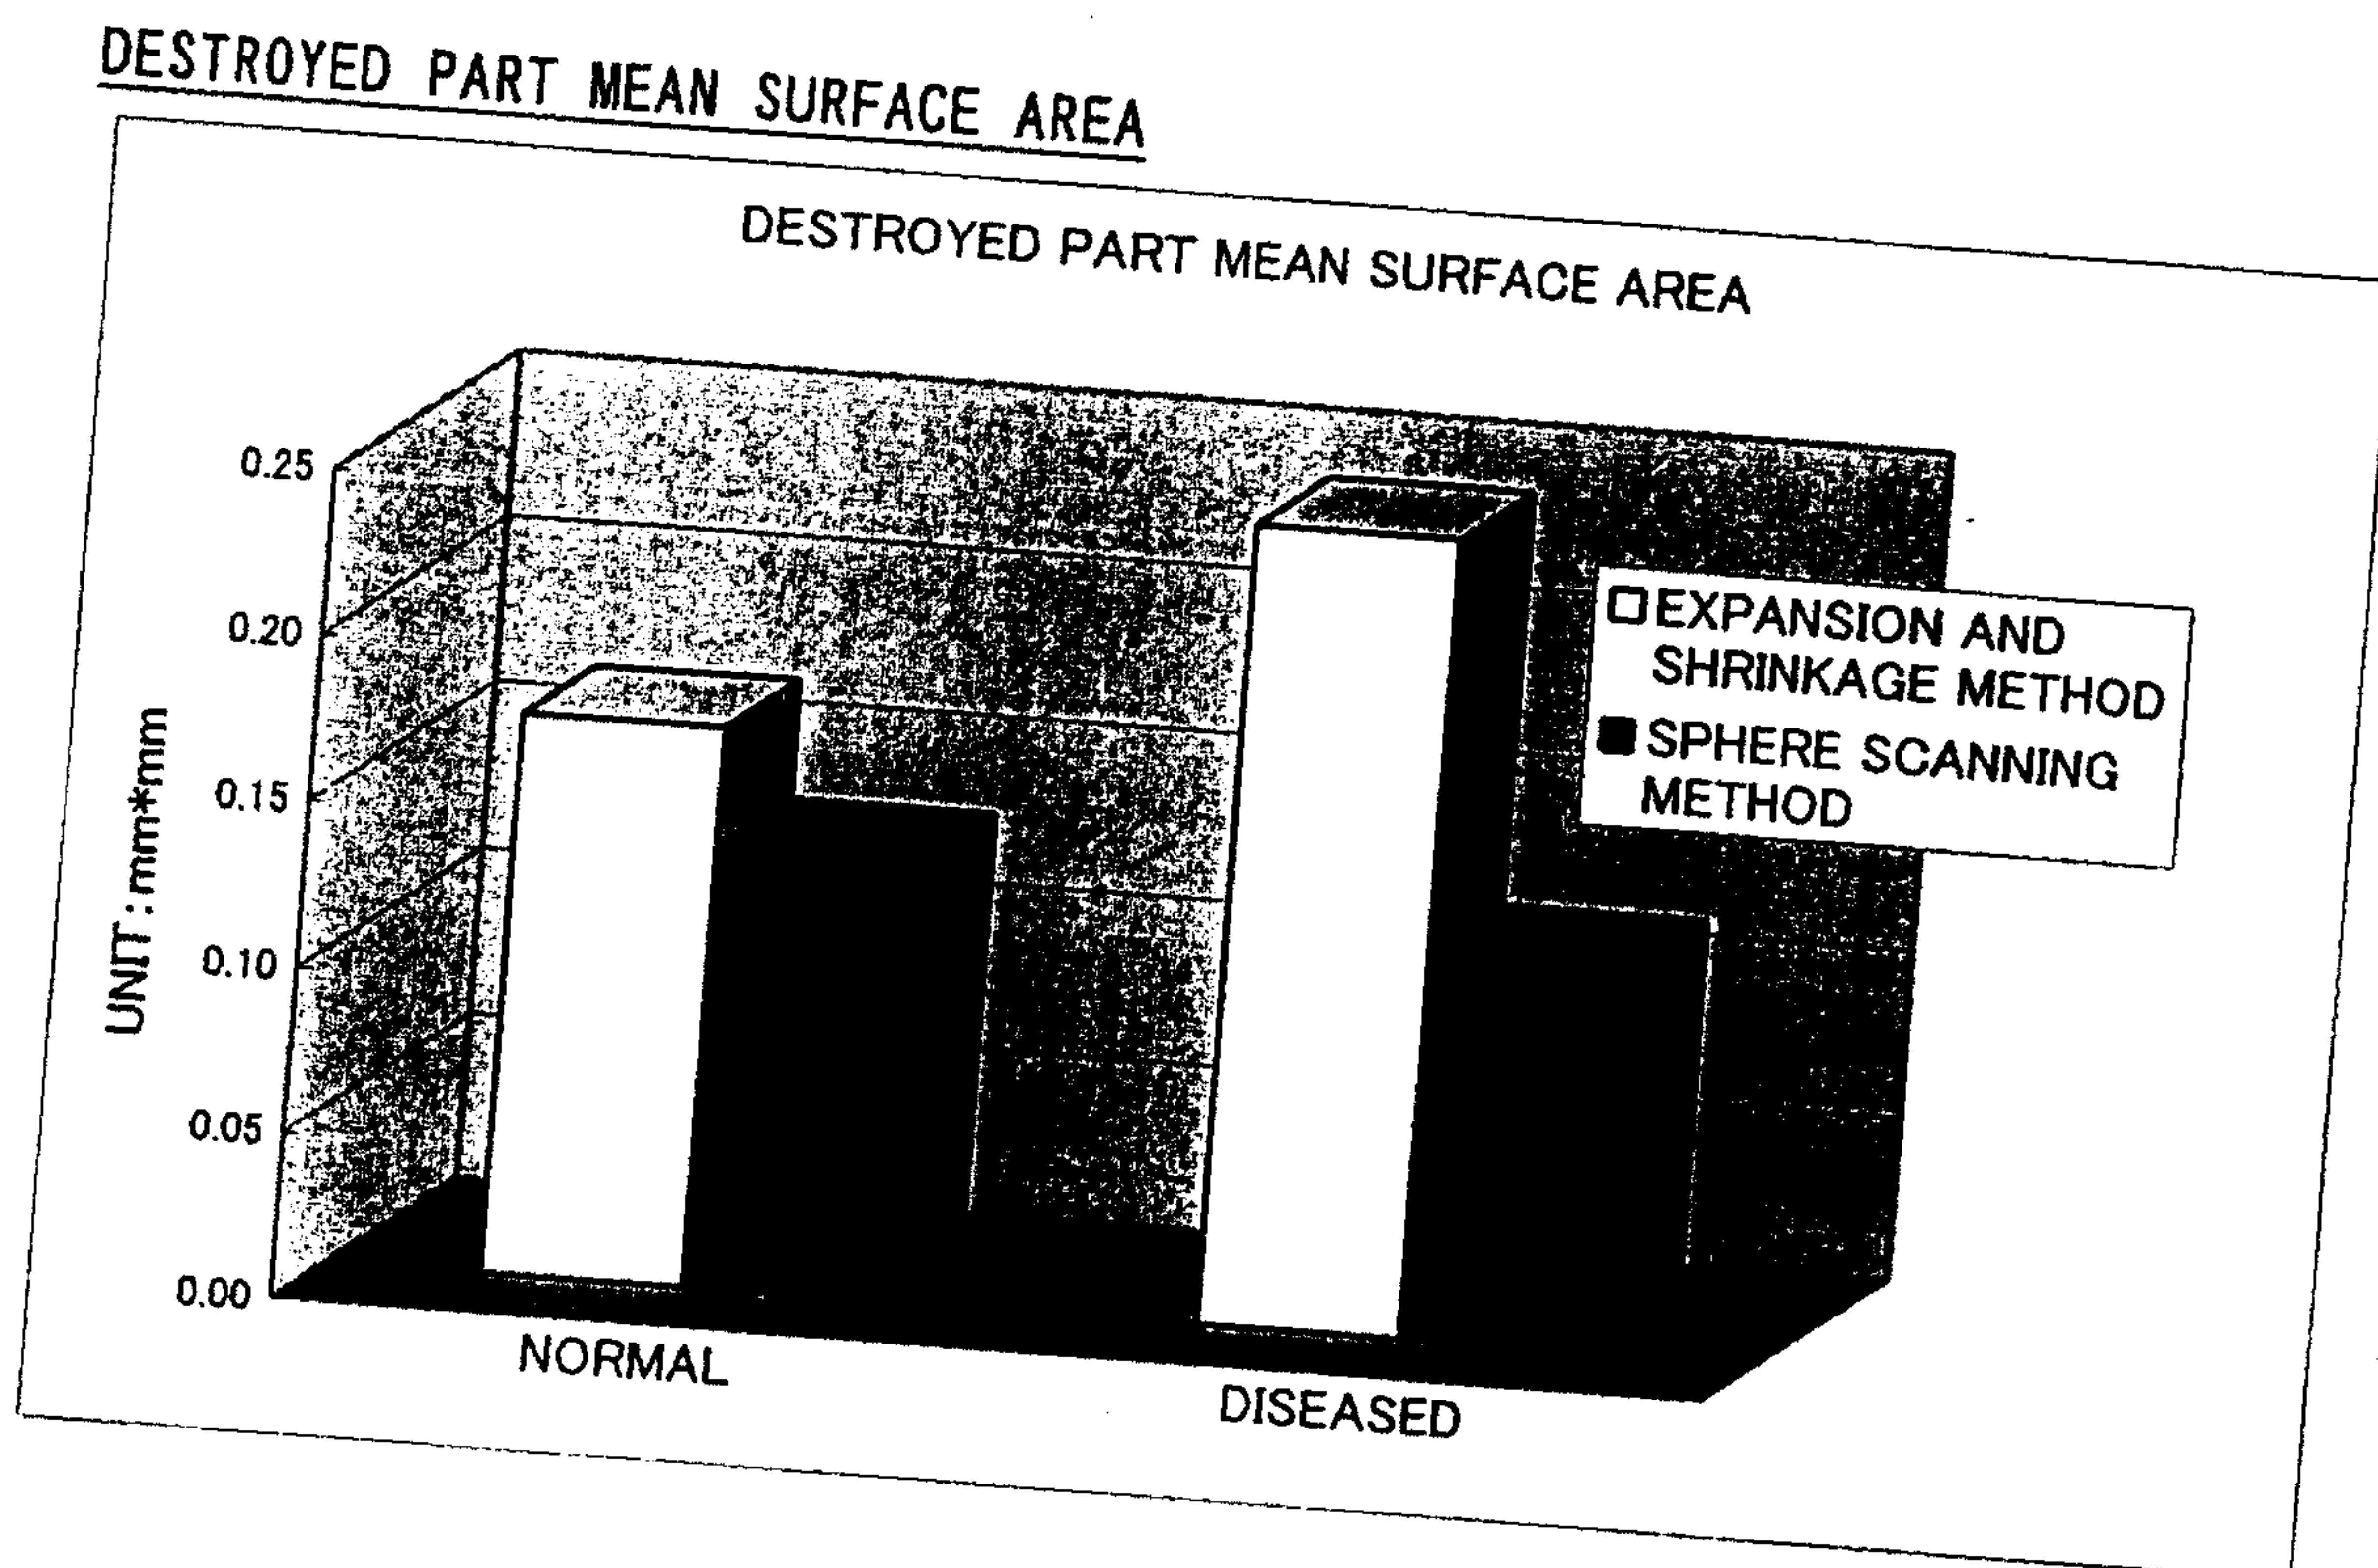 DESTROYED PART MEAN SURFACE AREA
DESTROYED PART MEAN SURFACE AREA
0.25
0.20
0.15
0.10
0.05
0.00
UNIT:mm*mm
□EXPANSION AND
SHRINKAGE METHOD
■SPHERE SCANNING
METHOD
NORMAL
DISEASED